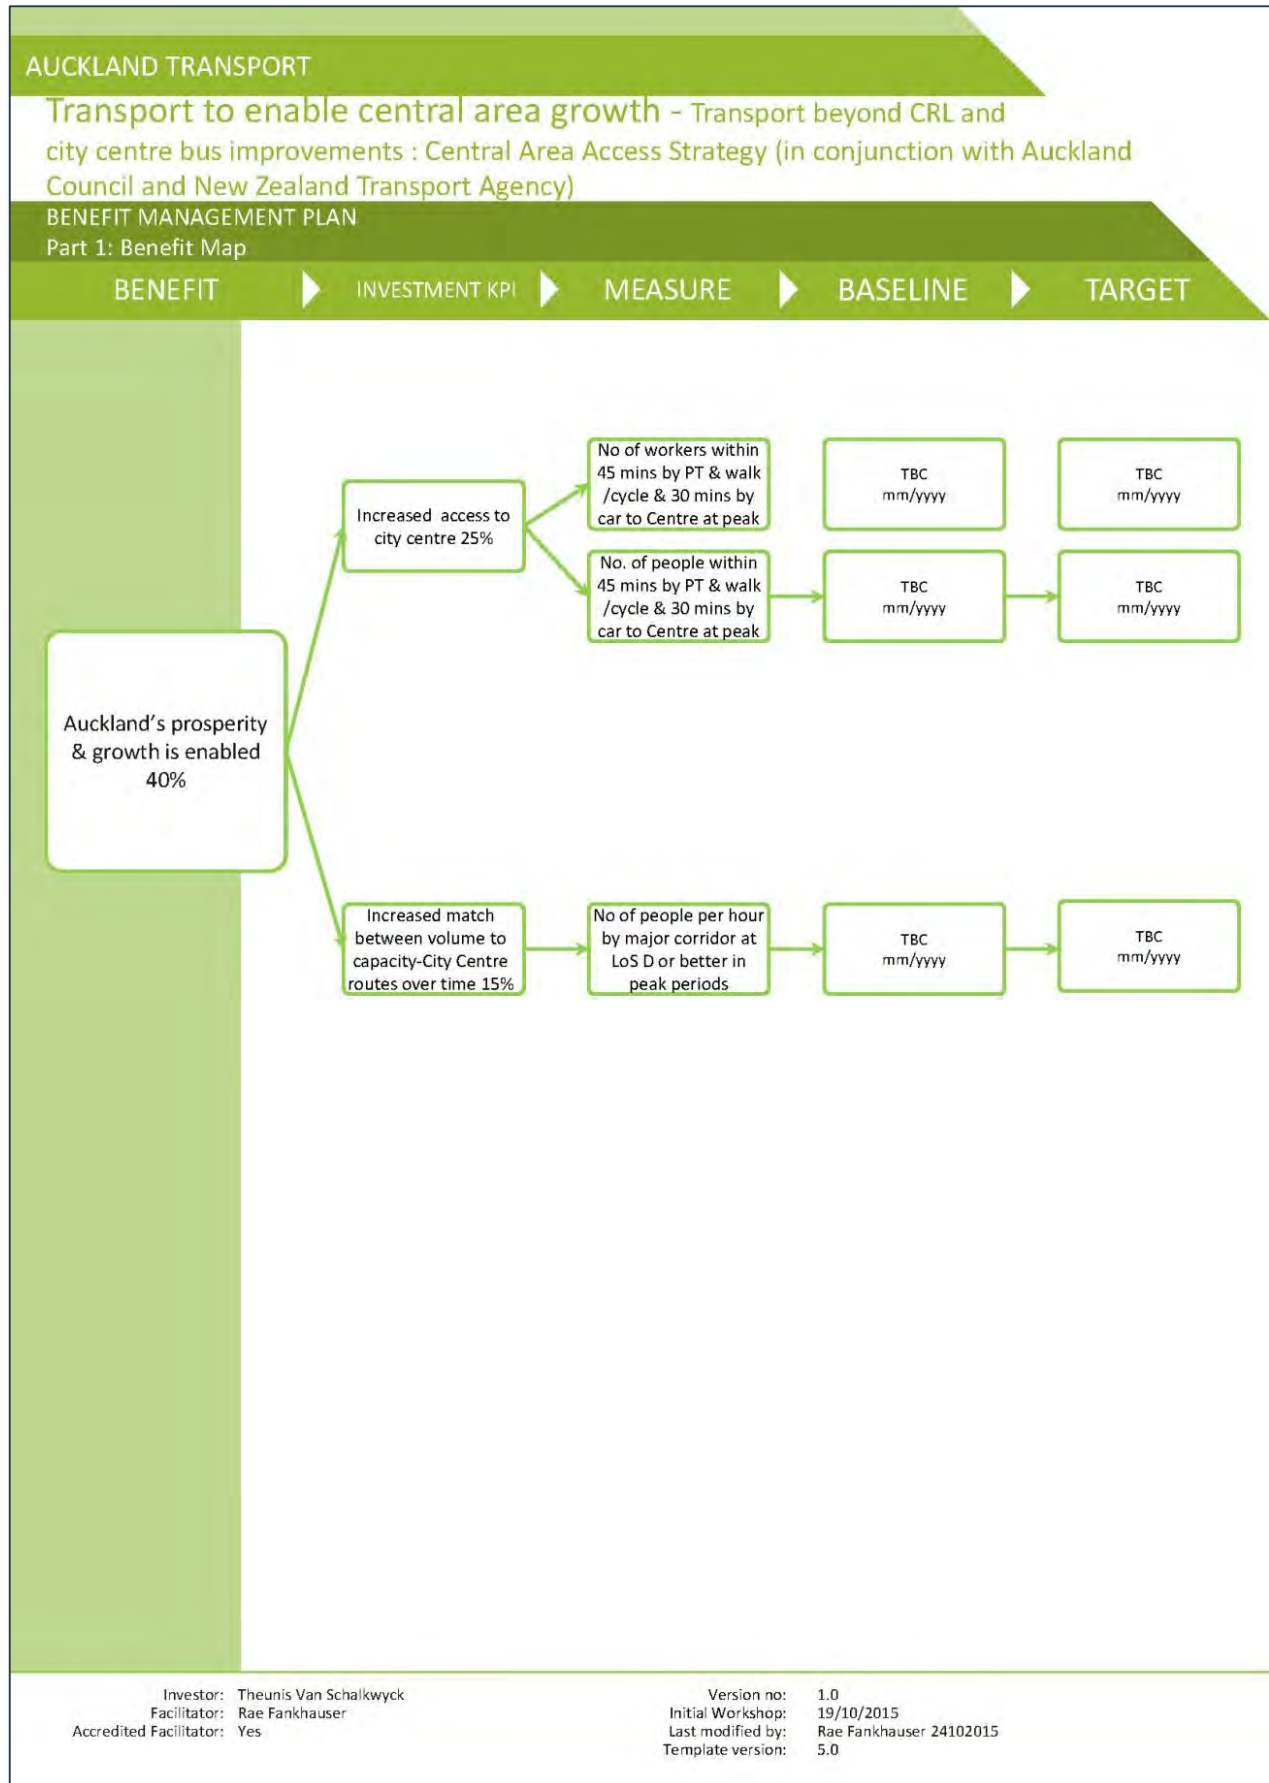 AUCKLAND TRANSPORT
Transport to enable central area growth - Transport beyond CRL and
city centre bus improvements : Central Area Access Strategy (in conjunction with Auckland
Council and New Zealand Transport Agency)
BENEFIT MANAGEMENT PLAN
Part 1: Benefit Map
BENEFIT
INVESTMENT KPI
MEASURE
BASELINE
TARGET
Auckland's prosperity
& growth is enabled
40%
Increased access to
city centre 25%
No of workers within
45 mins by PT & walk
/cycle & 30 mins by
car to Centre at peak
TBC
mm/yyyy
TBC
mm/yyyy
No. of people within
45 mins by PT & walk
/cycle & 30 mins by
car to Centre at peak
TBC
mm/yyyy
TBC
mm/yyyy
Increased match
between volume to
capacity-City Centre
routes over time 15%
No of people per hour
by major corridor at
LoS D or better in
peak periods
TBC
mm/yyyy
TBC
mm/yyyy
Investor: Theunis Van Schalkwyck
Facilitator: Rae Fankhauser
Accredited Facilitator: Yes
Version no: 1.0
Initial Workshop: 19/10/2015
Last modified by: Rae Fankhauser 24102015
Template version: 5.0